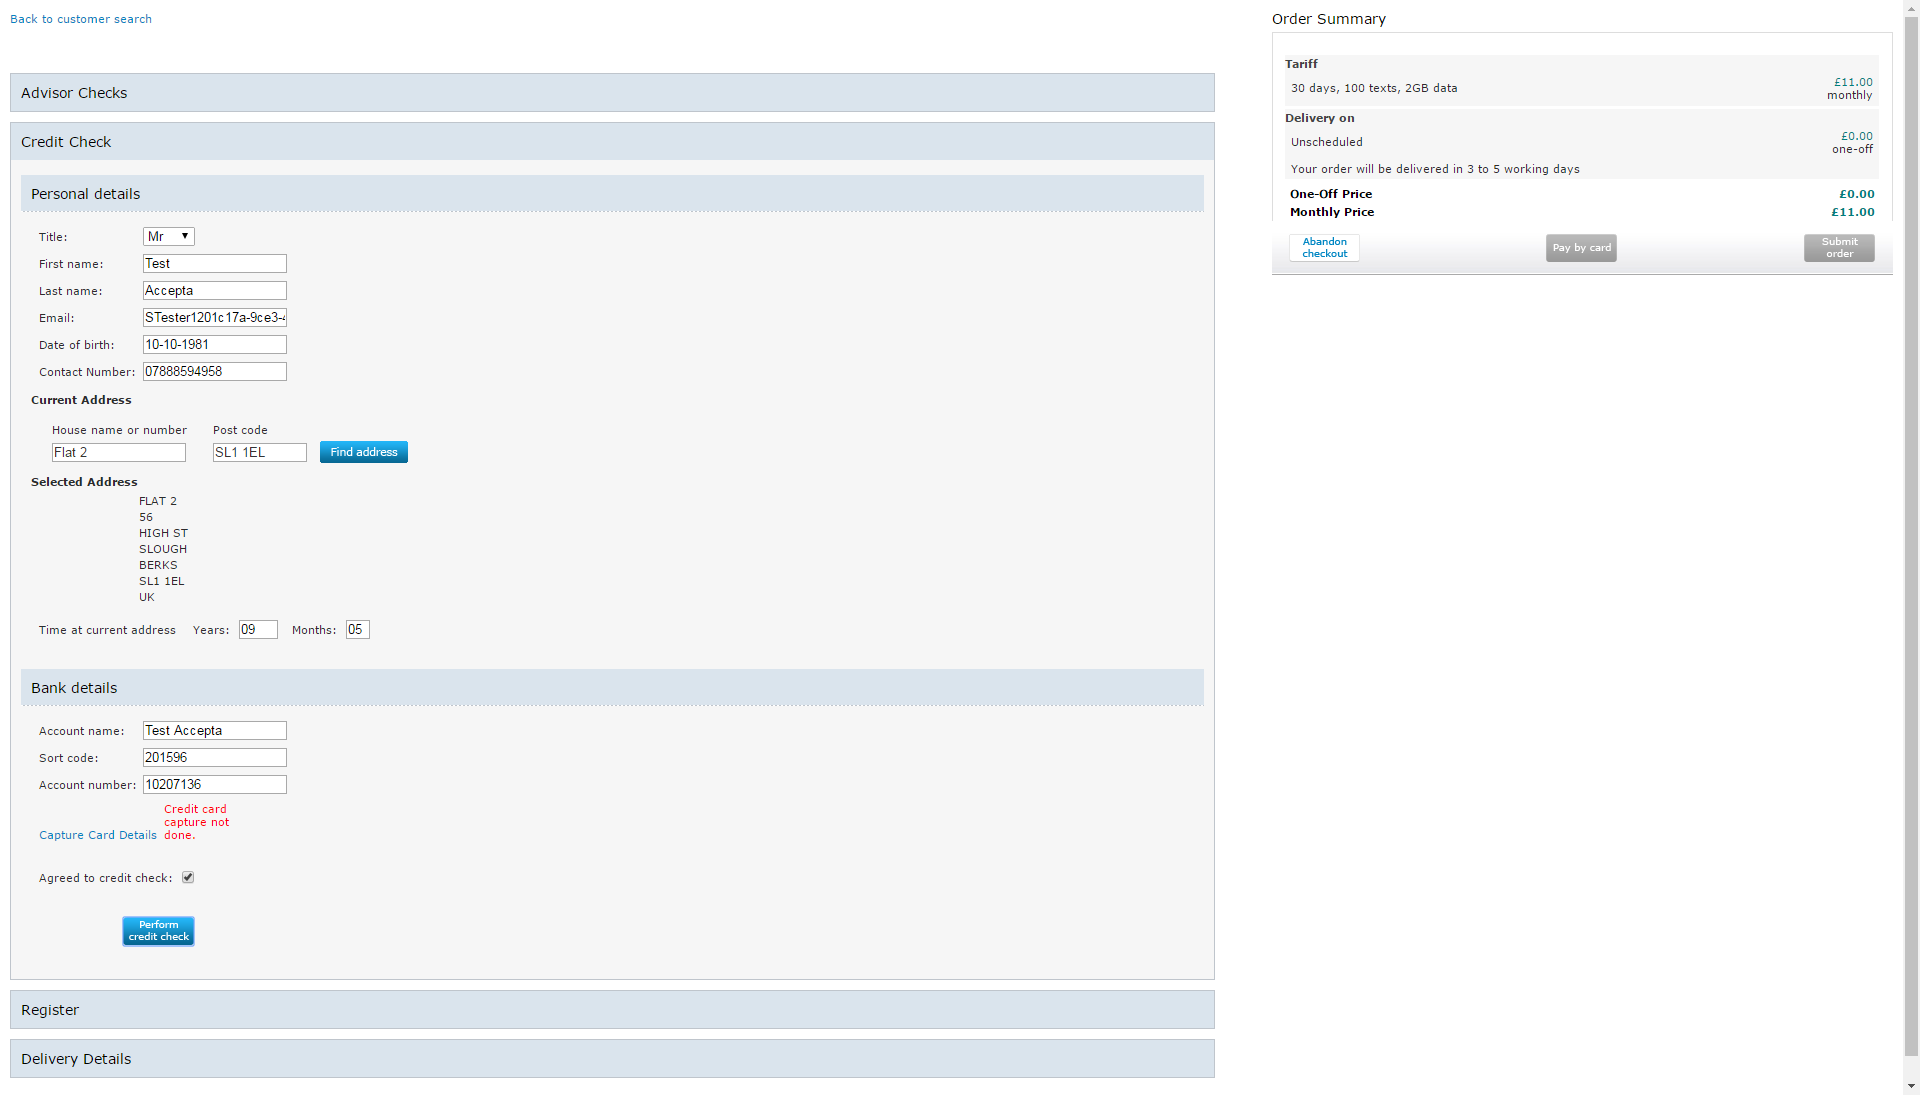 Back to customer search
Advisor Checks
Credit Check
Personal details
Title: Mr
First name: Test
Last name: Accepta
Email: STester1201c17a-9ce3-
Date of birth: 10-10-1981
Contact Number: 07888594958
Current Address
House name or number Post code
Flat 2 SL1 1EL Find address
Selected Address
FLAT 2
56
HIGH ST
SLOUGH
BERKS
SL1 1EL
UK
Time at current address Years: 09 Months: 05
Bank details
Account name: Test Accepta
Sort code: 201596
Account number: 10207136
Credit card
capture not
Capture Card Details done.
Agreed to credit check:
Perform
credit check
Register
Delivery Details
Order Summary
Tariff
30 days, 100 texts, 2GB data £11.00
monthly
Delivery on
Unscheduled £0.00
one-off
Your order will be delivered in 3 to 5 working days
One-Off Price £0.00
Monthly Price £11.00
Abandon
checkout
Pay by card
Submit
order